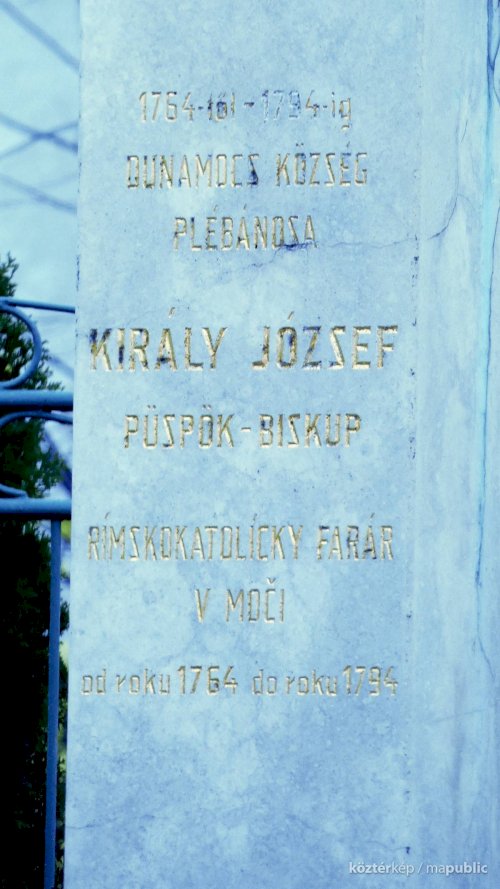 1764-től-1794-ig
DUNAMOCS KÖZSÉG
PLÉBÁNOSA
KIRÁLY JÓZSEF
PÜSPÖK-BISKUP
RÍMSKOKATOLÍCKY FARÁR
V MOČI
od roku 1764 do roku 1794
köztérkép / mapublic